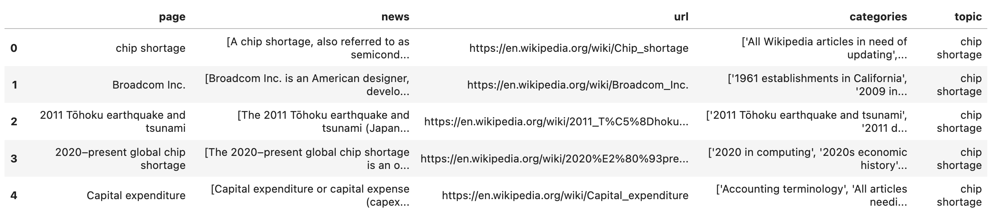 page news url categories topic
0 chip shortage [A chip shortage, also referred to as semicond... https://en.wikipedia.org/wiki/Chip_shortage ['All Wikipedia articles in need of updating',... chip shortage
1 Broadcom Inc. [Broadcom Inc. is an American designer, develo... https://en.wikipedia.org/wiki/Broadcom_Inc. ['1961 establishments in California', '2009 in... chip shortage
2 2011 Tōhoku earthquake and tsunami [The 2011 Tōhoku earthquake and tsunami (Japan... https://en.wikipedia.org/wiki/2011_T%C5%8Dhoku... ['2011 Tōhoku earthquake and tsunami', '2011 d... chip shortage
3 2020–present global chip shortage [The 2020–present global chip shortage is an o... https://en.wikipedia.org/wiki/2020%E2%80%93pre... ['2020 in computing', '2020s economic history'... chip shortage
4 Capital expenditure [Capital expenditure or capital expense (capex... https://en.wikipedia.org/wiki/Capital_expenditure ['Accounting terminology', 'All articles needi... chip shortage